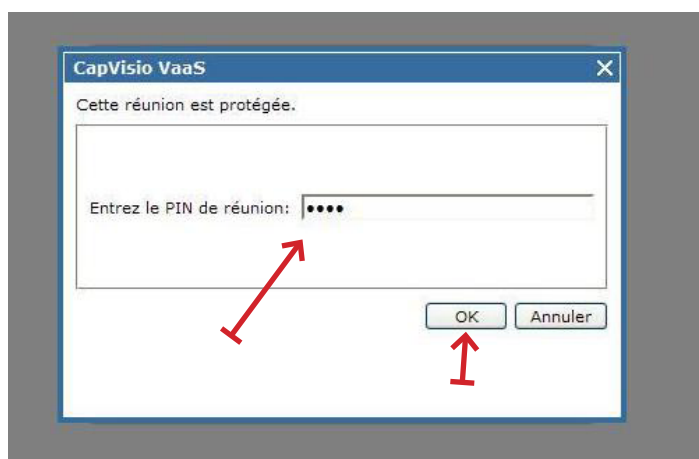 CapVisio VaaS
Cette réunion est protégée.
Entrez le PIN de réunion: ••••
OK Annuler